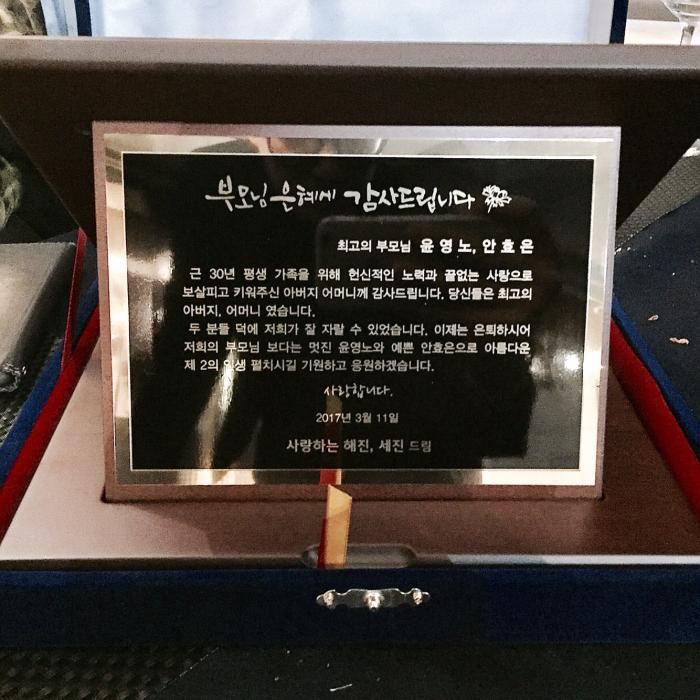 부모님 은혜에 감사드립니다
최고의 부모님 윤영노, 안효은
근 30년 평생 가족을 위해 헌신적인 노력과 끝없는 사랑으로
보살피고 키워주신 아버지 어머니께 감사드립니다. 당신들은 최고의
아버지, 어머니 였습니다.
두 분들 덕에 저희가 잘 자랄 수 있었습니다. 이제는 은퇴하시어
저희의 부모님 보다는 멋진 윤영노와 예쁜 안효은으로 아름다운
제 2의 인생 펼치시길 기원하고 응원하겠습니다.
사랑합니다.
2017년 3월 11일
사랑하는 해진, 세진 드림